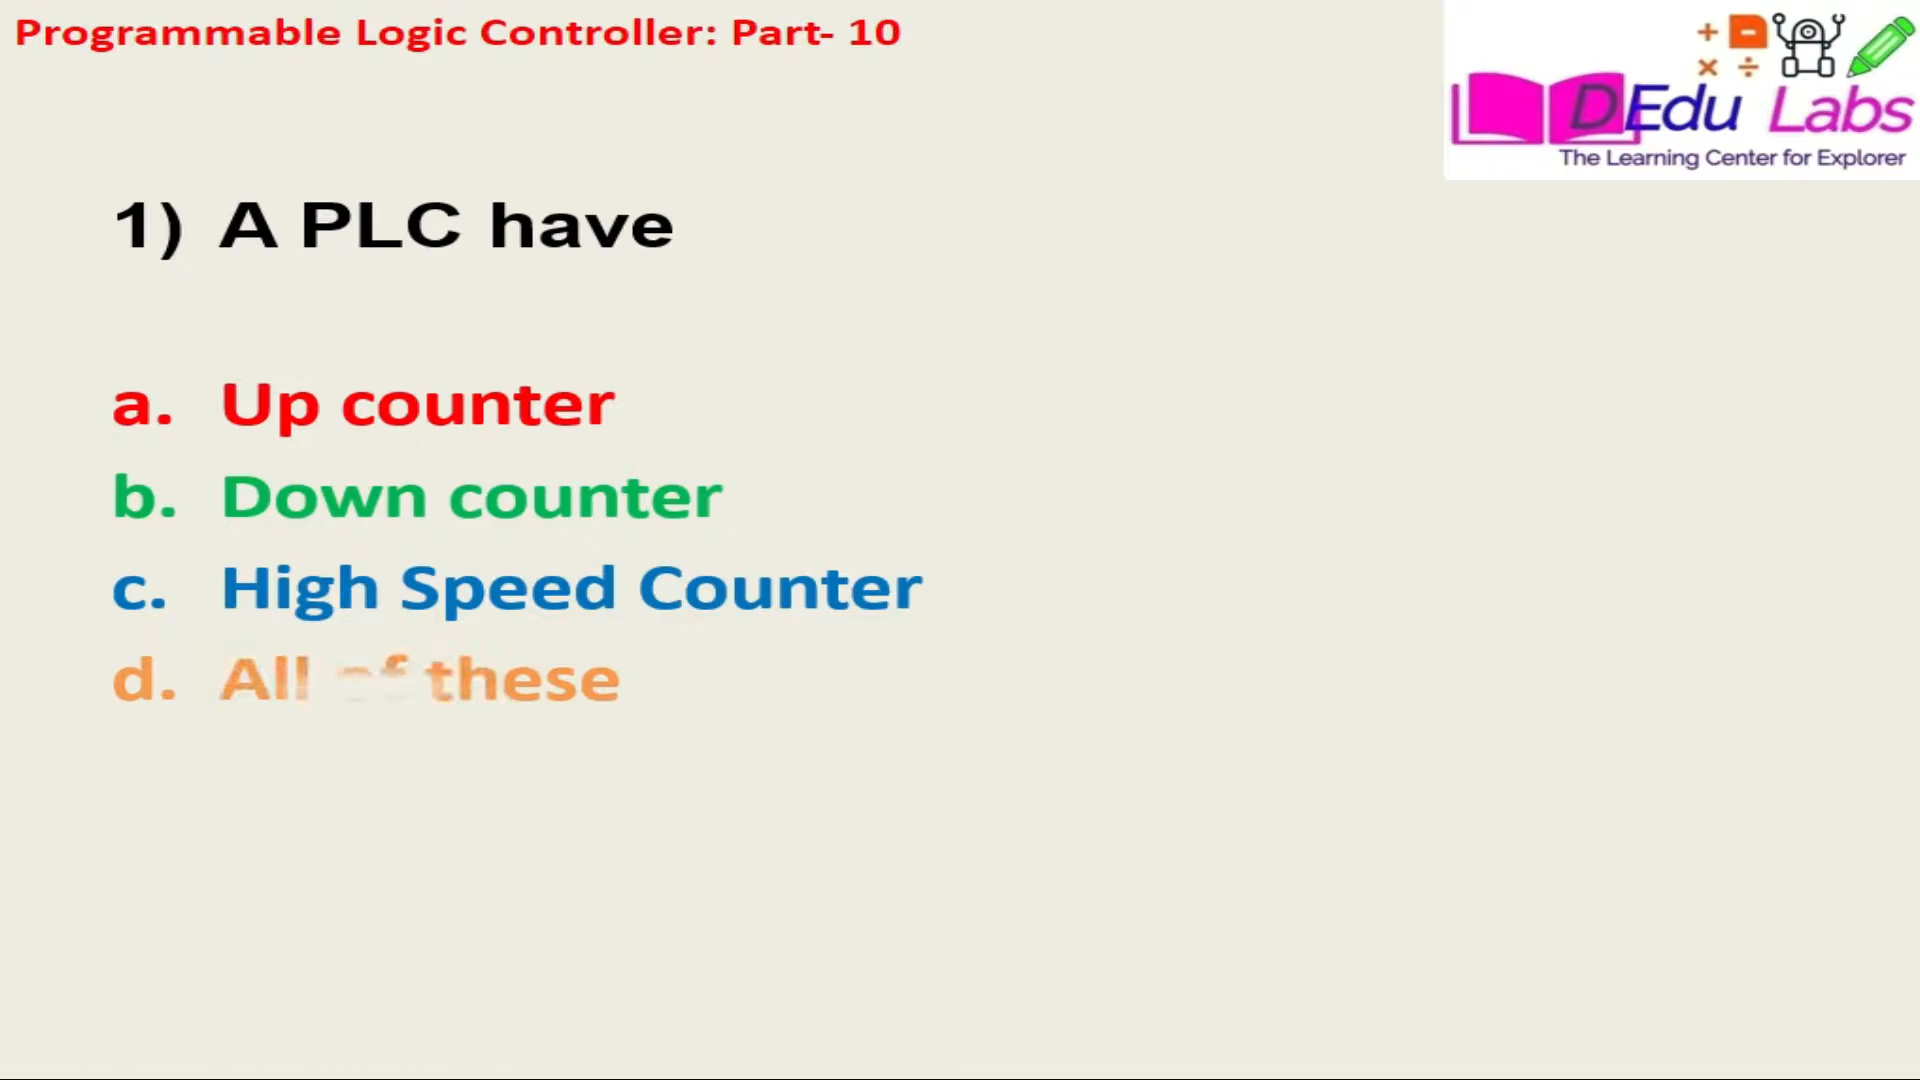 Programmable Logic Controller: Part- 10
DEdu Labs
The Learning Center for Explorer
1) A PLC have
a. Up counter
b. Down counter
c. High Speed Counter
d. All of these